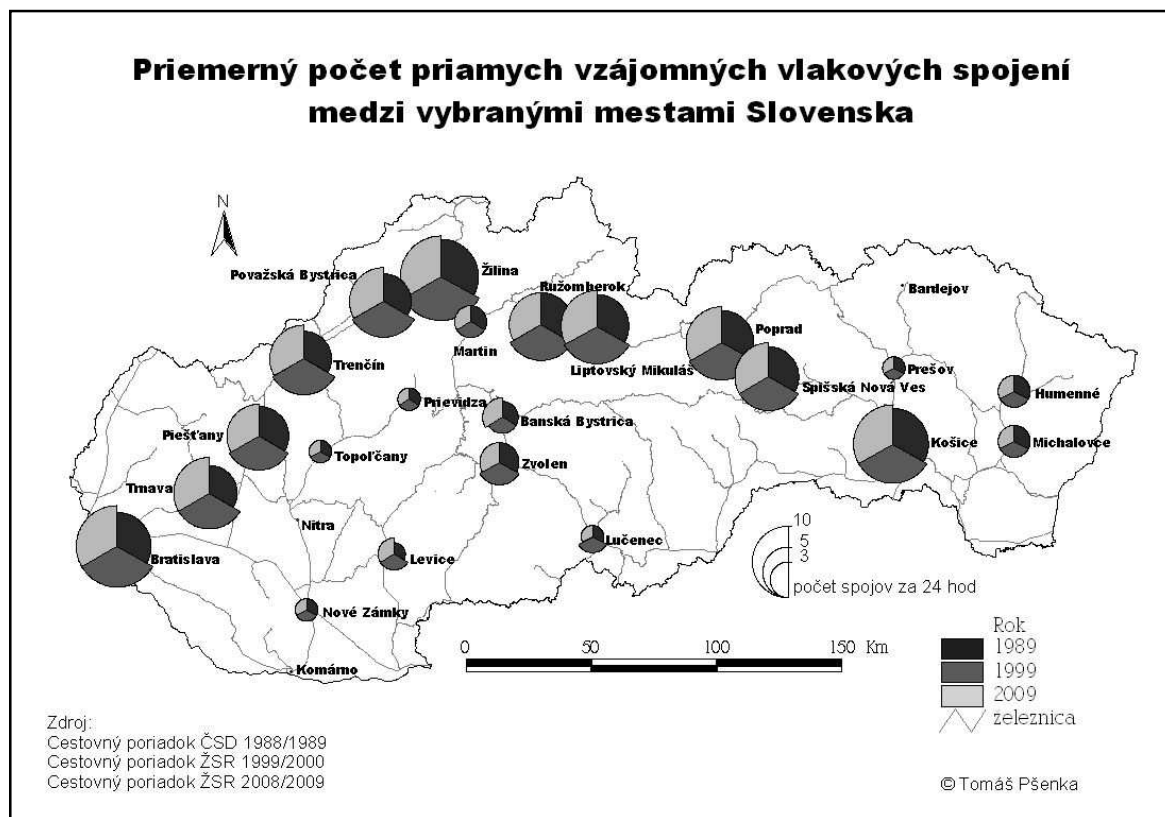 Priemerný počet priamych vzájomných vlakových spojení
medzi vybranými mestami Slovenska
N
Považská Bystrica
Žilina
Ružomberok
Bardejov
Martin
Poprad
Trenčín
Liptovský Mikuláš
Prešov
Spišská Nová Ves
Humenné
Prievidza
Banská Bystrica
Piešťany
Topoľčany
Košice
Michalovce
Zvolen
Trnava
Nitra
Lučenec
Bratislava
Levice
10
5
3
počet spojov za 24 hod
Nové Zámky
Komárno
0 50 100 150 Km
Rok
1989
1999
2009
železnica
Zdroj:
Cestovný poriadok ČSD 1988/1989
Cestovný poriadok ŽSR 1999/2000
Cestovný poriadok ŽSR 2008/2009
© Tomáš Pšenka